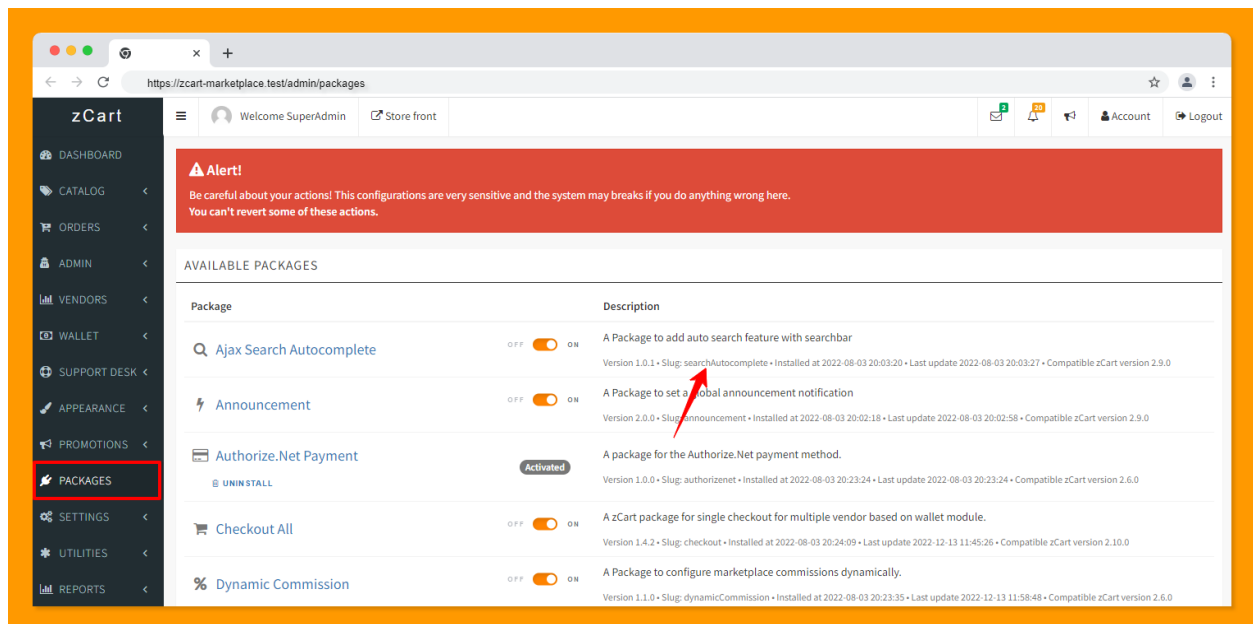 https://zcart-marketplace.test/admin/packages
zCart
Welcome SuperAdmin
Store front
2
20
Account
Logout
DASHBOARD
CATALOG
ORDERS
ADMIN
VENDORS
WALLET
SUPPORT DESK
APPEARANCE
PROMOTIONS
PACKAGES
SETTINGS
UTILITIES
REPORTS
Alert!
Be careful about your actions! This configurations are very sensitive and the system may breaks if you do anything wrong here.
You can't revert some of these actions.
AVAILABLE PACKAGES
Package
Description
Ajax Search Autocomplete
OFF ON
A Package to add auto search feature with searchbar
Version 1.0.1 • Slug: searchAutocomplete • Installed at 2022-08-03 20:03:20 • Last update 2022-08-03 20:03:27 • Compatible zCart version 2.9.0
Announcement
OFF ON
A Package to set a global announcement notification
Version 2.0.0 • Slug: announcement • Installed at 2022-08-03 20:02:18 • Last update 2022-08-03 20:02:58 • Compatible zCart version 2.9.0
Authorize.Net Payment
UNINSTALL
Activated
A package for the Authorize.Net payment method.
Version 1.0.0 • Slug: authorizenet • Installed at 2022-08-03 20:23:24 • Last update 2022-08-03 20:23:24 • Compatible zCart version 2.6.0
Checkout All
OFF ON
A zCart package for single checkout for multiple vendor based on wallet module.
Version 1.4.2 • Slug: checkout • Installed at 2022-08-03 20:24:09 • Last update 2022-12-13 11:45:26 • Compatible zCart version 2.10.0
Dynamic Commission
OFF ON
A Package to configure marketplace commissions dynamically.
Version 1.1.0 • Slug: dynamicCommission • Installed at 2022-08-03 20:23:35 • Last update 2022-12-13 11:58:48 • Compatible zCart version 2.6.0